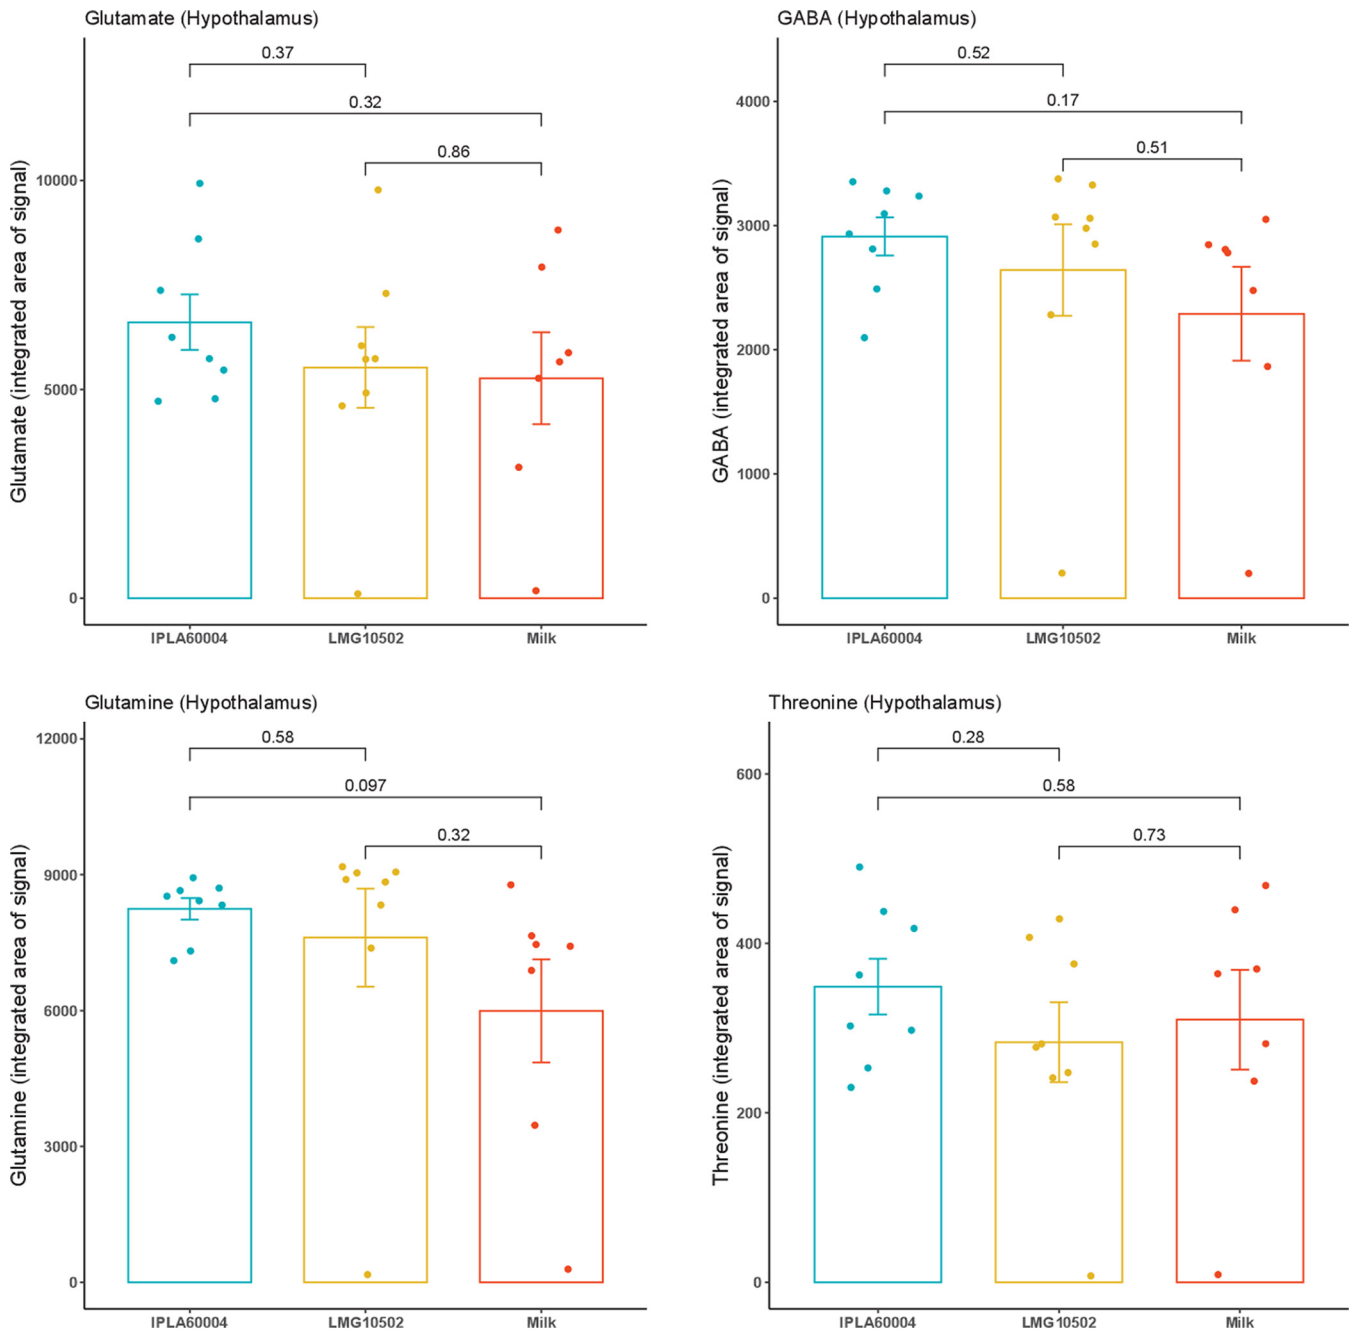 Glutamate (Hypothalamus)
0.37
0.32
0.86
Glutamate (integrated area of signal)
10000
5000
0
IPLA60004 LMG10502 Milk
GABA (Hypothalamus)
0.52
0.17
0.51
GABA (integrated area of signal)
4000
3000
2000
1000
0
IPLA60004 LMG10502 Milk
Glutamine (Hypothalamus)
0.58
0.097
0.32
Glutamine (integrated area of signal)
12000
9000
6000
3000
0
IPLA60004 LMG10502 Milk
Threonine (Hypothalamus)
0.28
0.58
0.73
Threonine (integrated area of signal)
600
400
200
0
IPLA60004 LMG10502 Milk